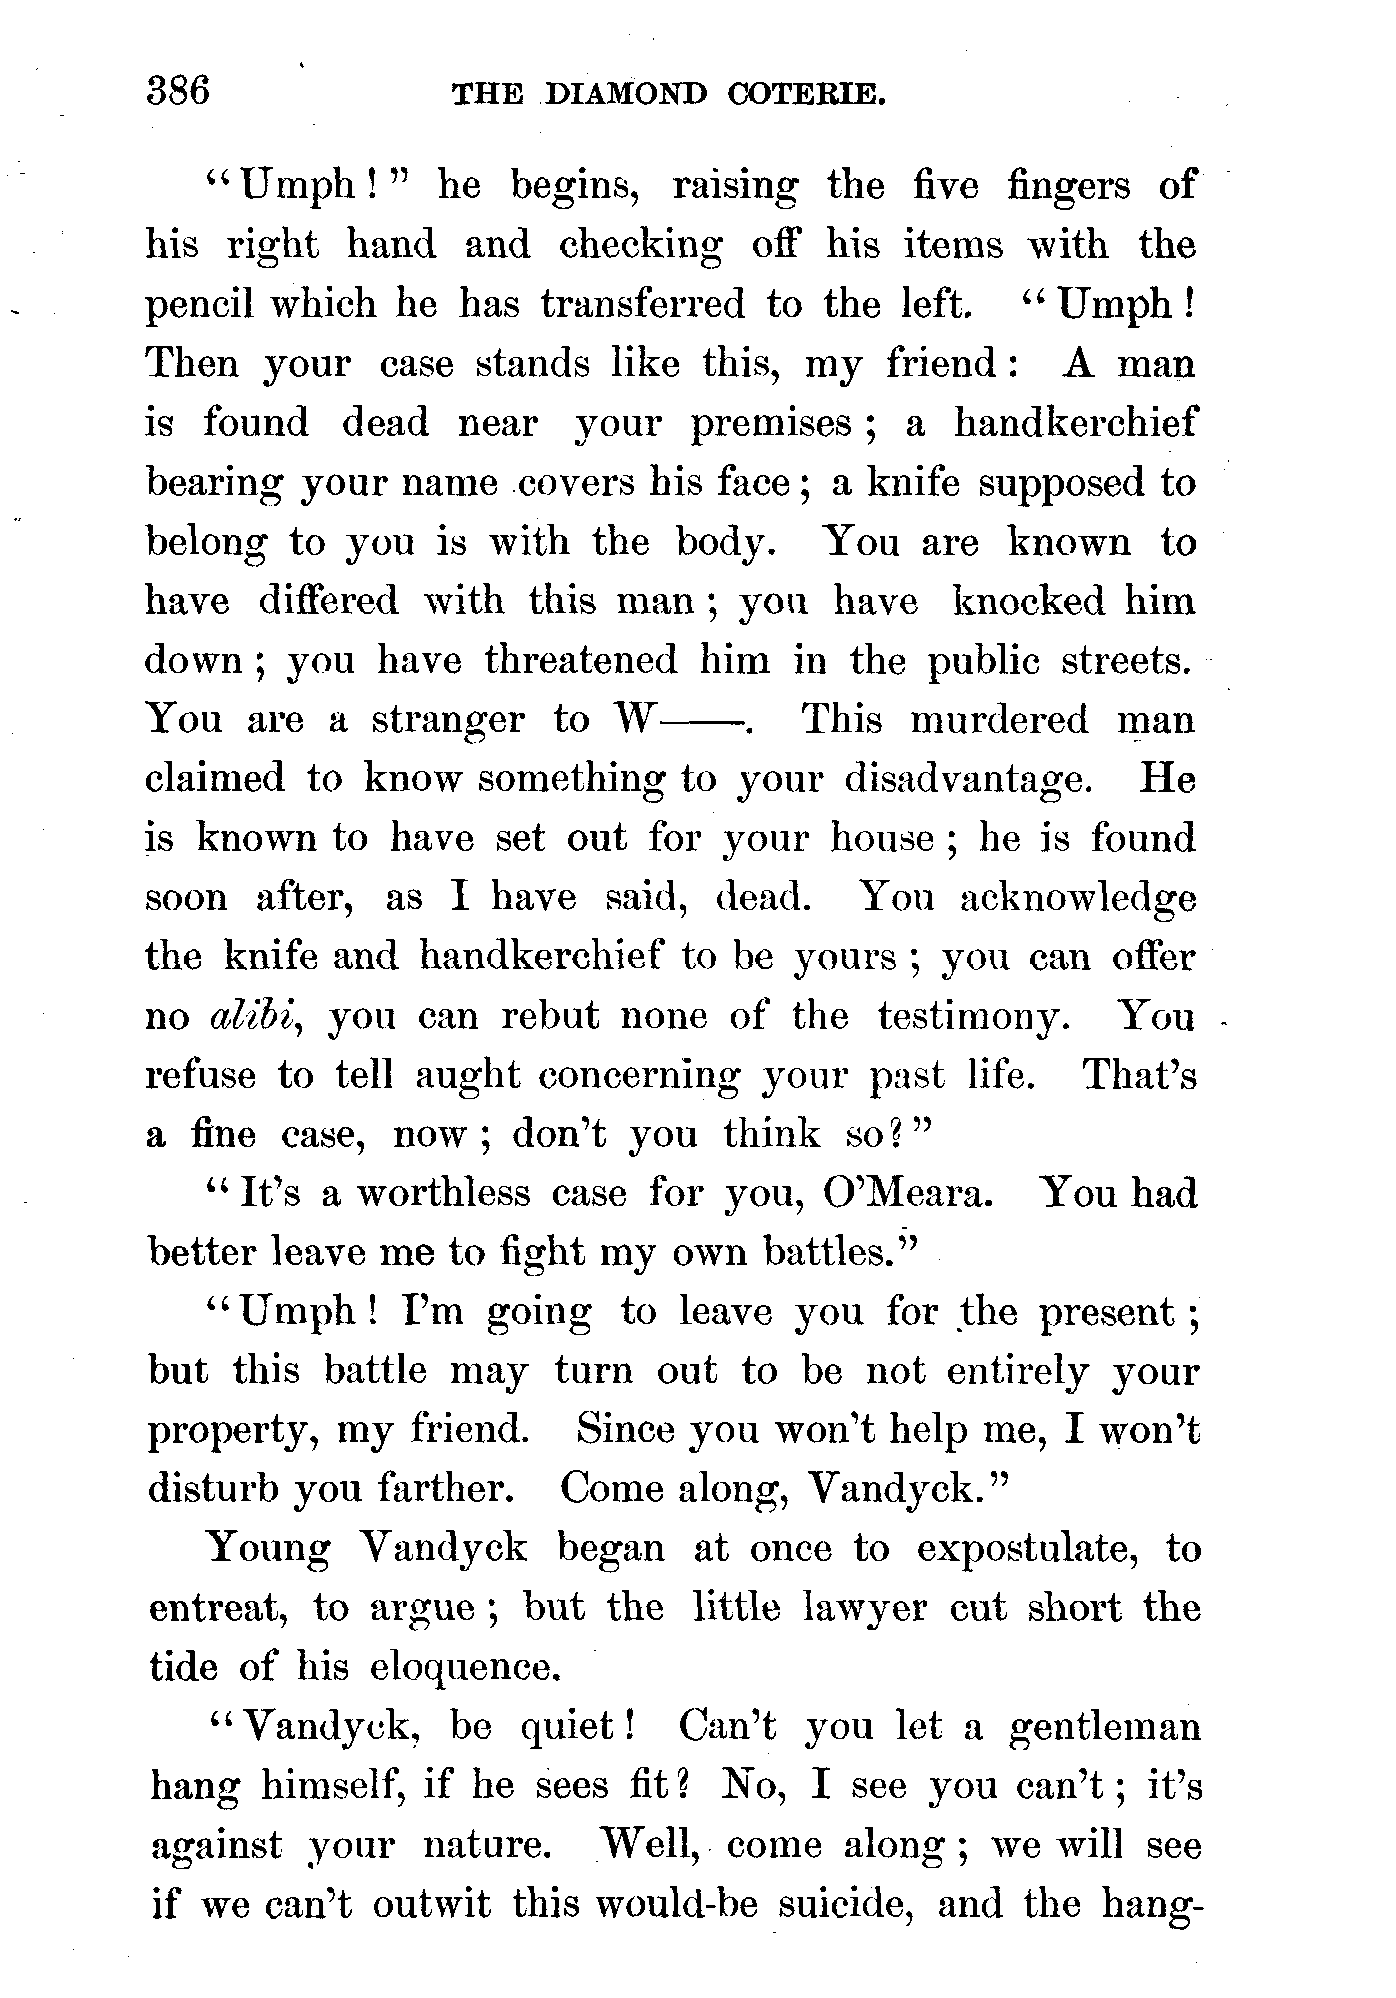 386 THE DIAMOND COTERIE.
“Umph!” he begins, raising the five fingers of
his right hand and checking off his items with the
pencil which he has transferred to the left. “Umph!
Then your case stands like this, my friend: A man
is found dead near your premises; a handkerchief
bearing your name covers his face; a knife supposed to
belong to you is with the body. You are known to
have differed with this man; you have knocked him
down; you have threatened him in the public streets.
You are a stranger to W——. This murdered man
claimed to know something to your disadvantage. He
is known to have set out for your house; he is found
soon after, as I have said, dead. You acknowledge
the knife and handkerchief to be yours; you can offer
no alibi, you can rebut none of the testimony. You
refuse to tell aught concerning your past life. That’s
a fine case, now; don’t you think so?”
“It’s a worthless case for you, O’Meara. You had
better leave me to fight my own battles.”
“Umph! I’m going to leave you for the present;
but this battle may turn out to be not entirely your
property, my friend. Since you won’t help me, I won’t
disturb you farther. Come along, Vandyck.”
Young Vandyck began at once to expostulate, to
entreat, to argue; but the little lawyer cut short the
tide of his eloquence.
“Vandyck, be quiet! Can’t you let a gentleman
hang himself, if he sees fit? No, I see you can’t; it’s
against your nature. Well, come along; we will see
if we can’t outwit this would-be suicide, and the hang-